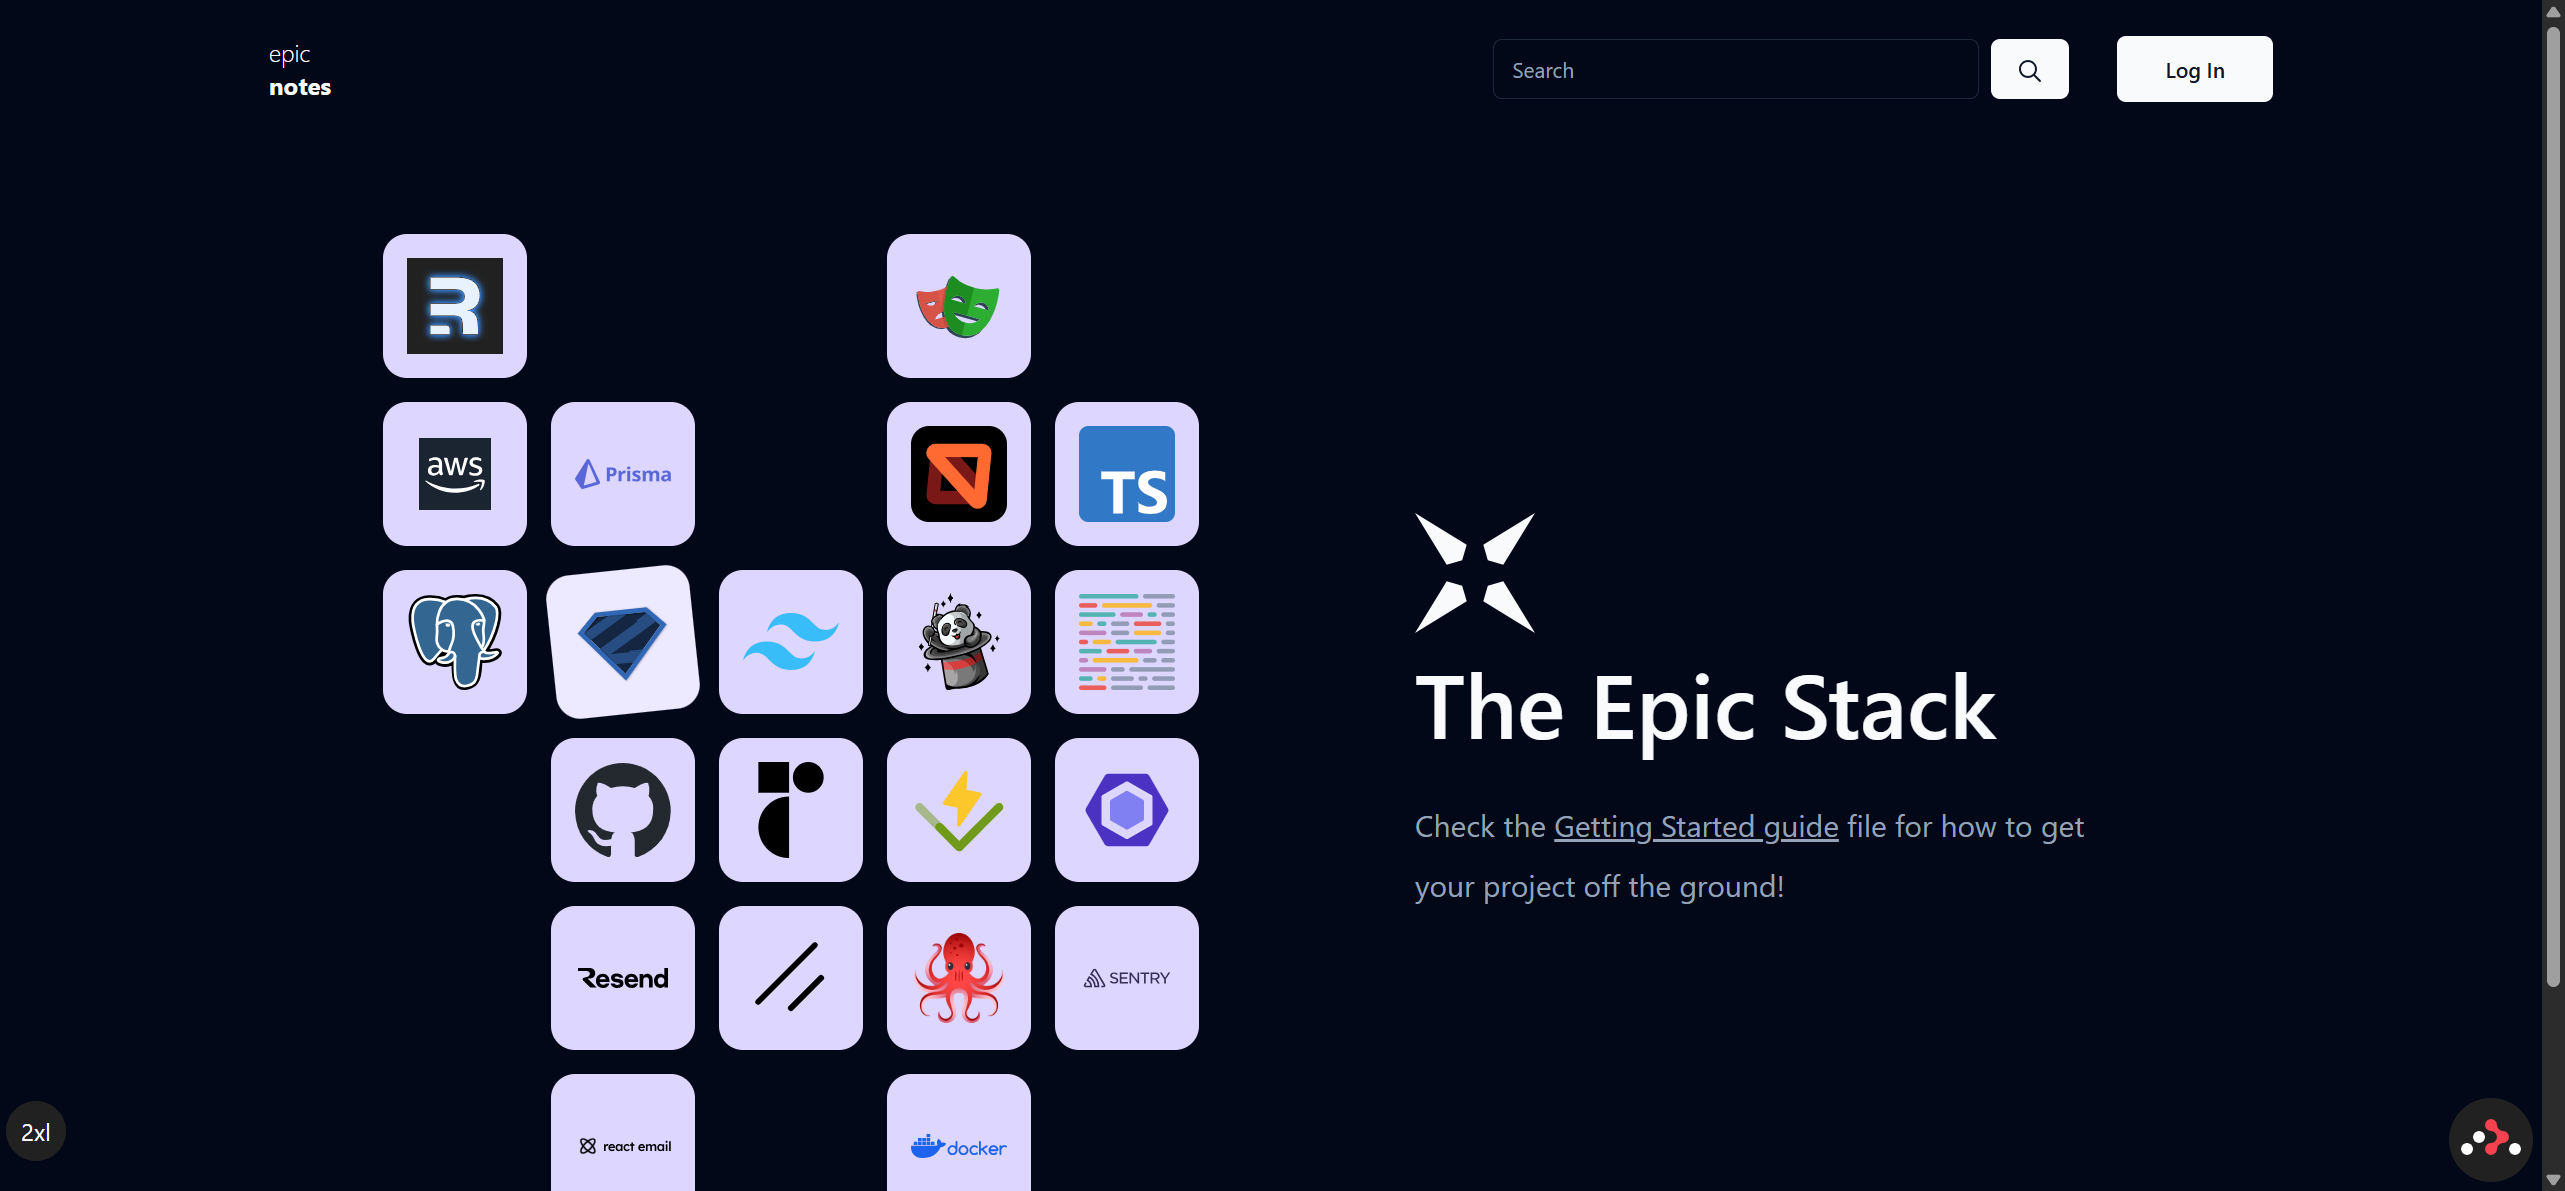 epic
notes
Search
Log In
aws
Prisma
TS
The Epic Stack
Check the Getting Started guide file for how to get
your project off the ground!
Resend
SENTRY
react email
docker
2xl